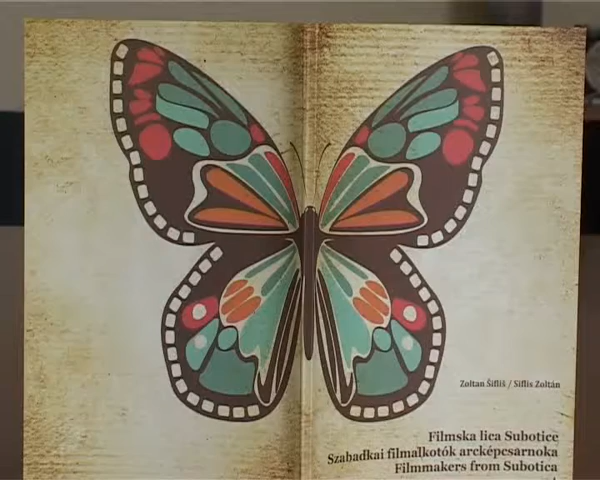 Zoltan Šifliš / Siflis Zoltán
Filmska lica Subotice
Szabadkai filmalkotók arcképcsarnoka
Filmmakers from Subotica